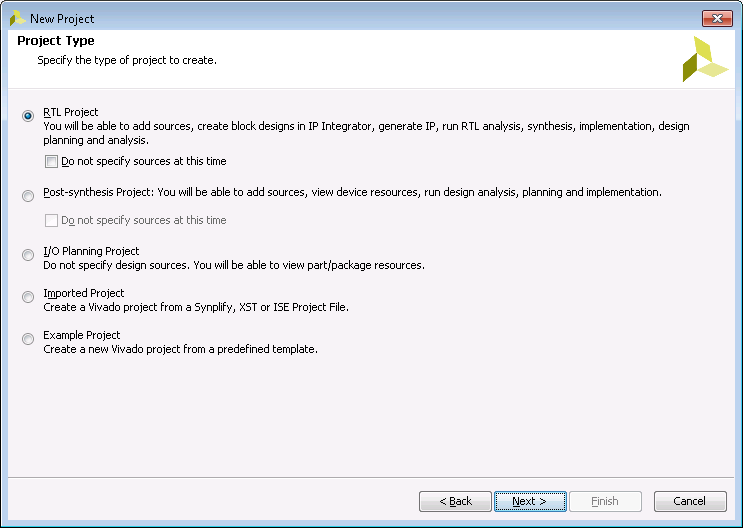 New Project
Project Type
Specify the type of project to create.
RTL Project
You will be able to add sources, create block designs in IP Integrator, generate IP, run RTL analysis, synthesis, implementation, design
planning and analysis.
Do not specify sources at this time
Post-synthesis Project: You will be able to add sources, view device resources, run design analysis, planning and implementation.
Do not specify sources at this time
I/O Planning Project
Do not specify design sources. You will be able to view part/package resources.
Imported Project
Create a Vivado project from a Synplify, XST or ISE Project File.
Example Project
Create a new Vivado project from a predefined template.
< Back Next > Finish Cancel